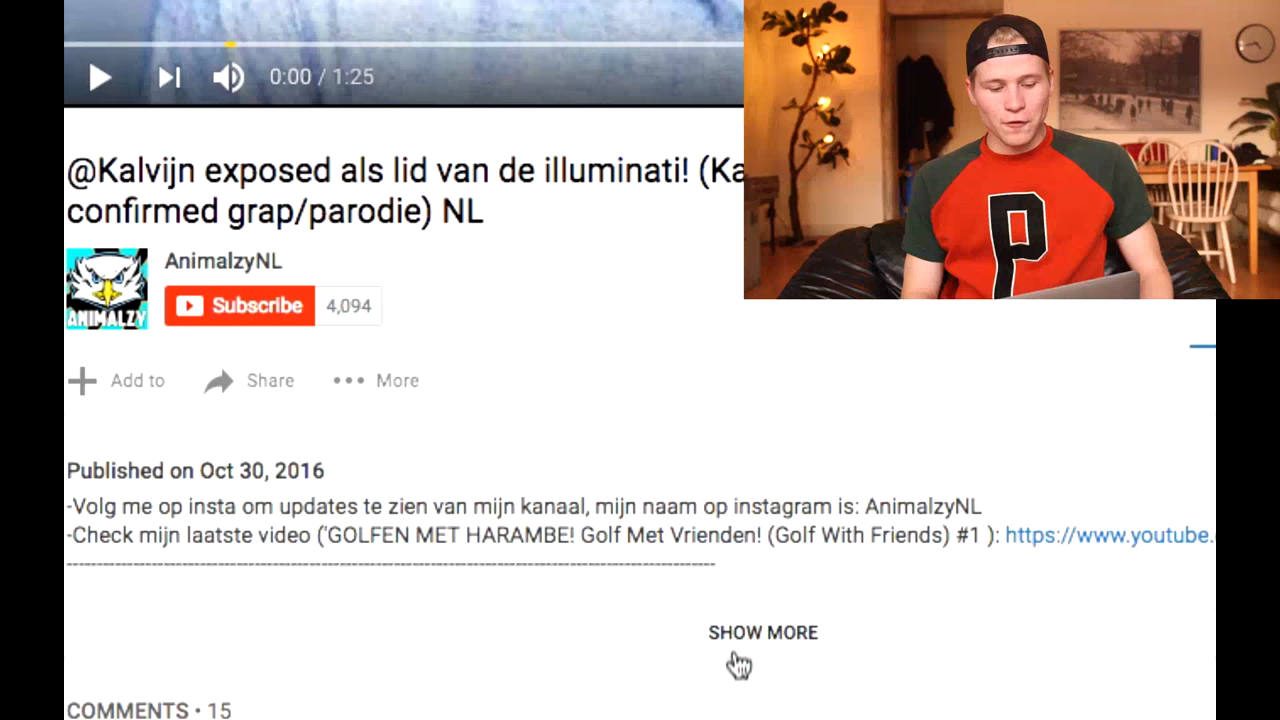 0:00 / 1:25
@Kalvijn exposed als lid van de illuminati! (Ka
confirmed grap/parodie) NL
AnimalzyNL
ANIMALZY
Subscribe 4,094
Add to Share More
P
Published on Oct 30, 2016
-Volg me op insta om updates te zien van mijn kanaal, mijn naam op instagram is: AnimalzyNL
-Check mijn laatste video ('GOLFEN MET HARAMBE! Golf Met Vrienden! (Golf With Friends) #1 ): https://www.youtube.
SHOW MORE
COMMENTS • 15